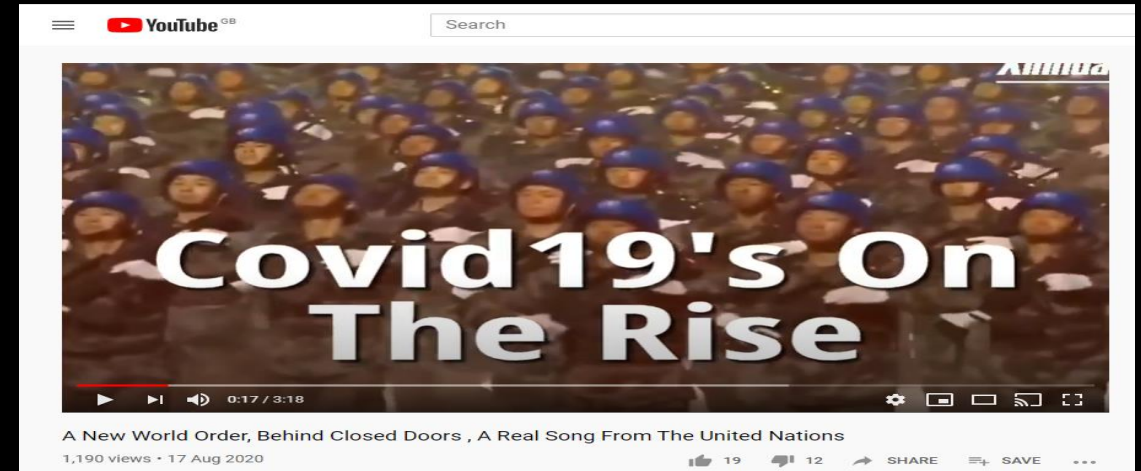 YouTube GB
Search
Xinhua
Covid19's On
The Rise
0:17 / 3:18
A New World Order, Behind Closed Doors , A Real Song From The United Nations
1,190 views • 17 Aug 2020
19 12 SHARE SAVE